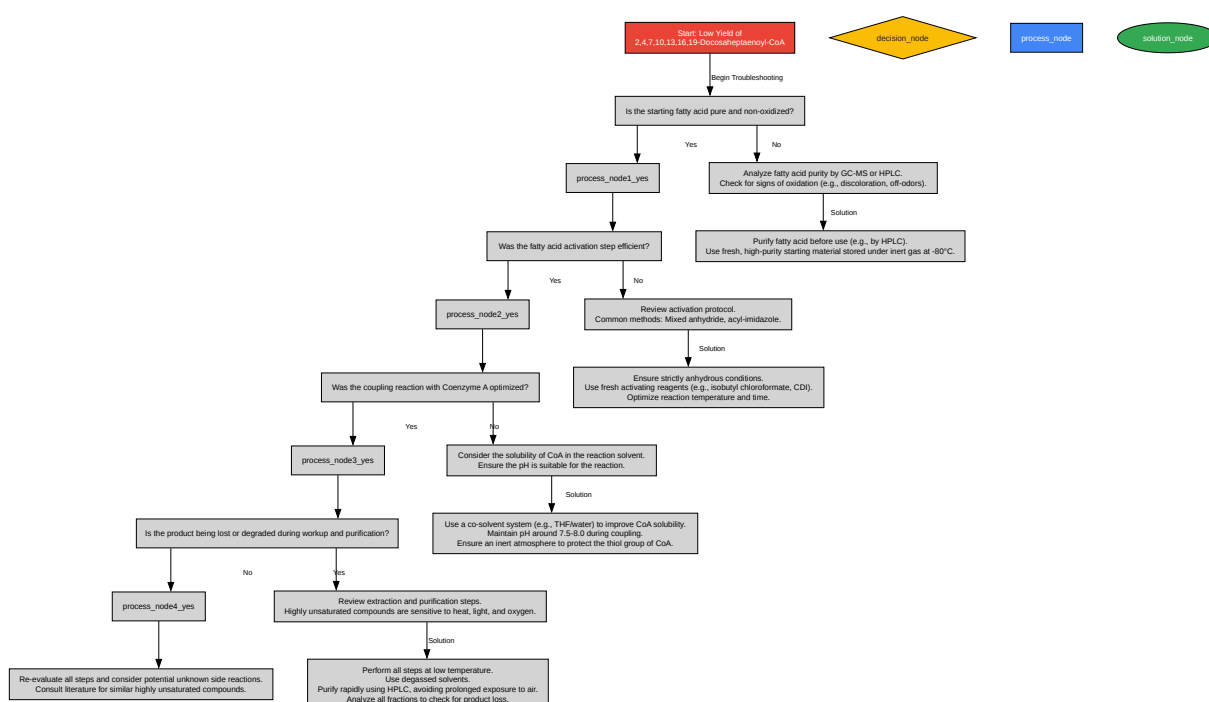 Start: Low Yield of
2,4,7,10,13,16,19-Docosaheptaenoyl-CoA
decision_node
process_node
solution_node
Begin Troubleshooting
Is the starting fatty acid pure and non-oxidized?
Yes
No
process_node1_yes
Analyze fatty acid purity by GC-MS or HPLC.
Check for signs of oxidation (e.g., discoloration, off-odors).
Solution
Was the fatty acid activation step efficient?
Purify fatty acid before use (e.g., by HPLC).
Use fresh, high-purity starting material stored under inert gas at -80°C.
Yes
No
process_node2_yes
Review activation protocol.
Common methods: Mixed anhydride, acyl-imidazole.
Solution
Was the coupling reaction with Coenzyme A optimized?
Ensure strictly anhydrous conditions.
Use fresh activating reagents (e.g., isobutyl chloroformate, CDI).
Optimize reaction temperature and time.
Yes
No
process_node3_yes
Consider the solubility of CoA in the reaction solvent.
Ensure the pH is suitable for the reaction.
Solution
Is the product being lost or degraded during workup and purification?
Use a co-solvent system (e.g., THF/water) to improve CoA solubility.
Maintain pH around 7.5-8.0 during coupling.
Ensure an inert atmosphere to protect the thiol group of CoA.
No
Yes
process_node4_yes
Review extraction and purification steps.
Highly unsaturated compounds are sensitive to heat, light, and oxygen.
Solution
Re-evaluate all steps and consider potential unknown side reactions.
Consult literature for similar highly unsaturated compounds.
Perform all steps at low temperature.
Use degassed solvents.
Purify rapidly using HPLC, avoiding prolonged exposure to air.
Analyze all fractions to check for product loss.